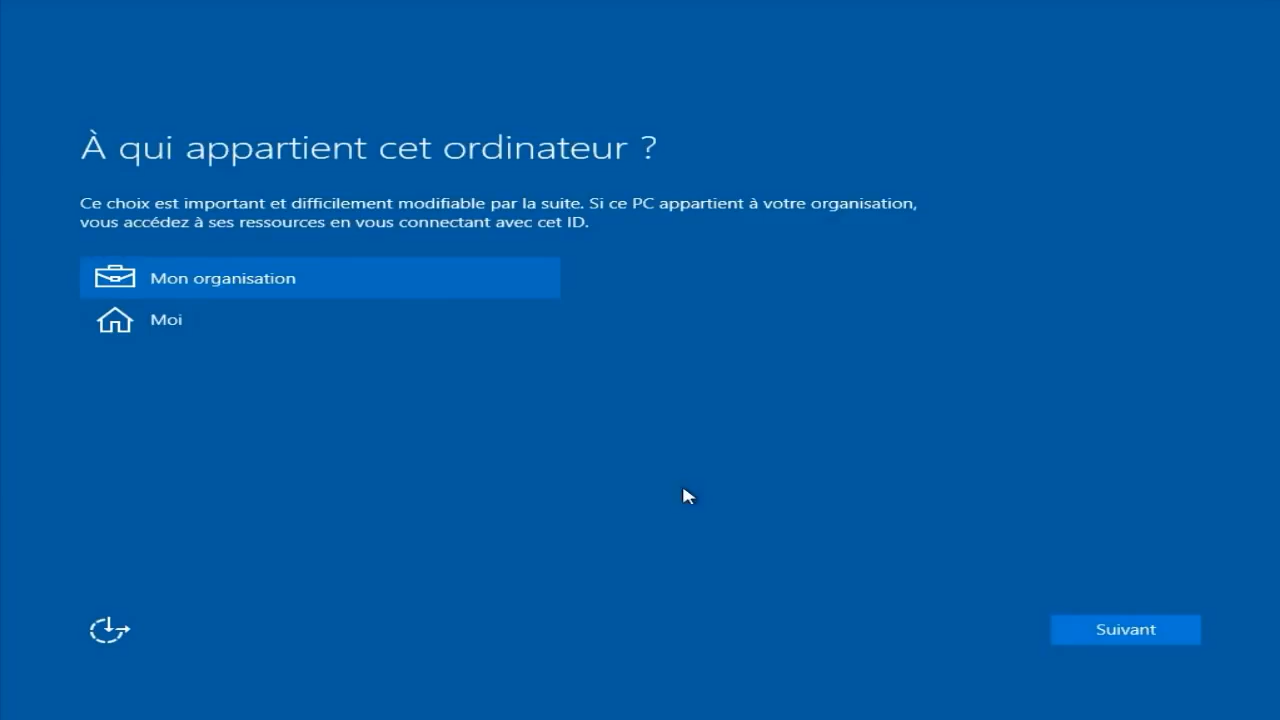 À qui appartient cet ordinateur ?
Ce choix est important et difficilement modifiable par la suite. Si ce PC appartient à votre organisation,
vous accédez à ses ressources en vous connectant avec cet ID.
Mon organisation
Moi
Suivant